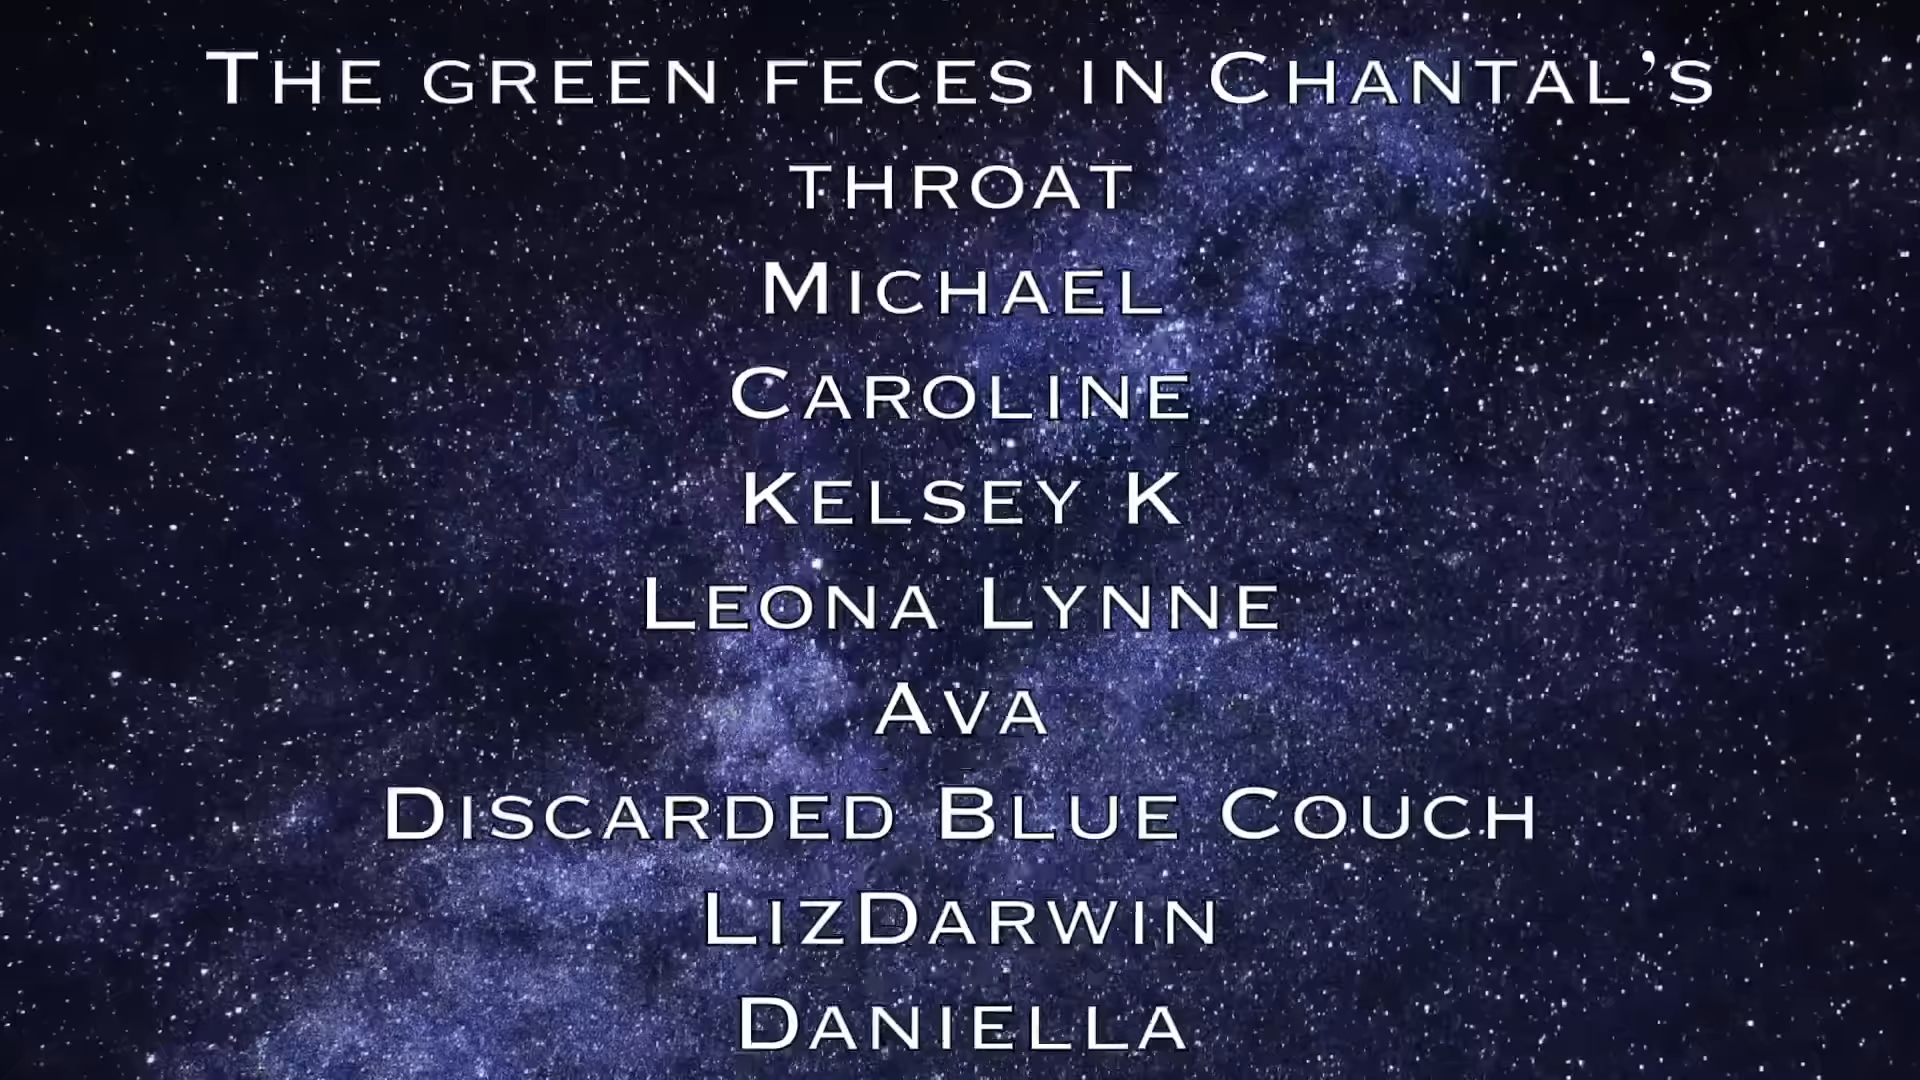 The green feces in Chantal's
throat
Michael
Caroline
Kelsey K
Leona Lynne
Ava
Discarded Blue Couch
LizDarwin
Daniella